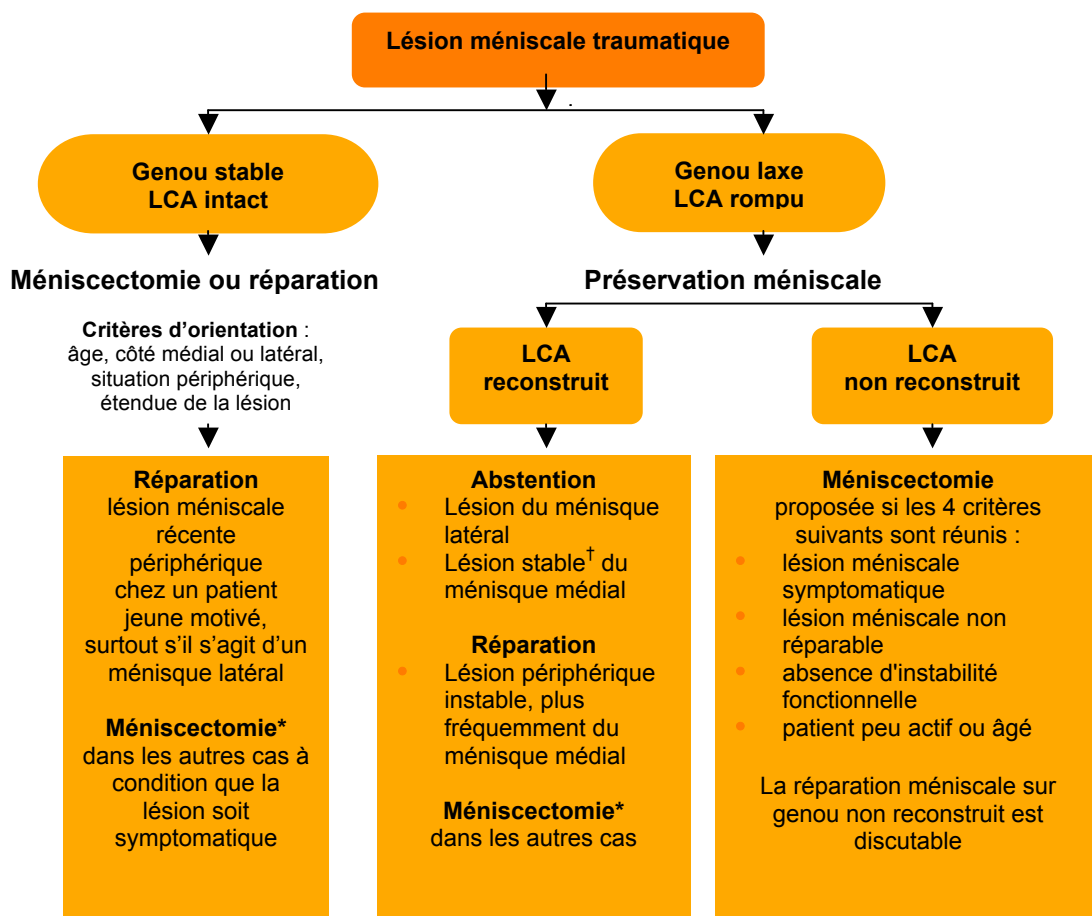 Lésion méniscale traumatique
.
Genou stable
LCA intact
Genou laxe
LCA rompu
Méniscectomie ou réparation
Préservation méniscale
Critères d’orientation :
âge, côté médial ou latéral,
situation périphérique,
étendue de la lésion
LCA
reconstruit
LCA
non reconstruit
Réparation
lésion méniscale
récente
périphérique
chez un patient
jeune motivé,
surtout s’il s’agit d’un
ménisque latéral
Méniscectomie*
dans les autres cas à
condition que la
lésion soit
symptomatique
Abstention
• Lésion du ménisque
latéral
• Lésion stable† du
ménisque médial
Réparation
• Lésion périphérique
instable, plus
fréquemment du
ménisque médial
Méniscectomie*
dans les autres cas
Méniscectomie
proposée si les 4 critères
suivants sont réunis :
• lésion méniscale
symptomatique
• lésion méniscale non
réparable
• absence d'instabilité
fonctionnelle
• patient peu actif ou âgé
La réparation méniscale sur
genou non reconstruit est
discutable